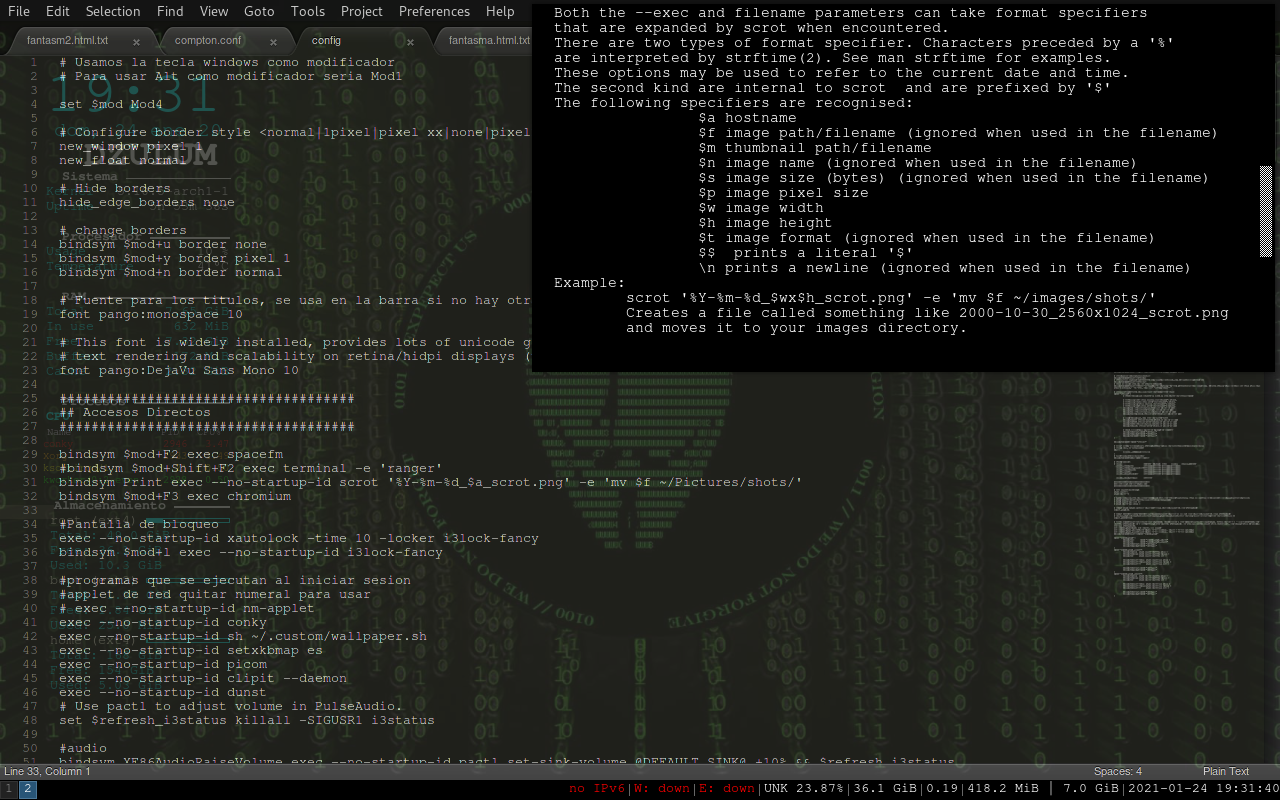 File Edit Selection Find View Goto Tools Project Preferences Help
fantasm2.html.txt × compton.conf × config × fantasma.html.txt
1 # Usamos la tecla windows como modificador
2 # Para usar Alt como modificador seria Mod1
3
4 set $mod Mod4
5
6 # Configure border style <normal|1pixel|pixel xx|none|pixel
7 new_window pixel 1
8 new_float normal
9
10 # Hide borders
11 hide_edge_borders none
12
13 # change borders
14 bindsym $mod+u border none
15 bindsym $mod+y border pixel 1
16 bindsym $mod+n border normal
17
18 # Fuente para los titulos, se usa en la barra si no hay otr
19 font pango:monospace 10
20
21 # This font is widely installed, provides lots of unicode g
22 # text rendering and scalability on retina/hidpi displays (
23 font pango:DejaVu Sans Mono 10
24
25 #####################################
26 ## Accesos Directos
27 #####################################
28
29 bindsym $mod+F2 exec spacefm
30 #bindsym $mod+Shift+F2 exec terminal -e 'ranger'
31 bindsym Print exec --no-startup-id scrot '%Y-%m-%d_$a_scrot.png' -e 'mv $f ~/Pictures/shots/'
32 bindsym $mod+F3 exec chromium
33
34 #Pantalla de bloqueo
35 exec --no-startup-id xautolock -time 10 -locker i3lock-fancy
36 bindsym $mod+l exec --no-startup-id i3lock-fancy
37
38 #programas que se ejecutan al iniciar sesion
39 #applet de red quitar numeral para usar
40 # exec --no-startup-id nm-applet
41 exec --no-startup-id conky
42 exec --no-startup-id sh ~/.custom/wallpaper.sh
43 exec --no-startup-id setxkbmap es
44 exec --no-startup-id picom
45 exec --no-startup-id clipit --daemon
46 exec --no-startup-id dunst
47 # Use pactl to adjust volume in PulseAudio.
48 set $refresh_i3status killall -SIGUSR1 i3status
49
50 #audio
51 bindsym XF86AudioRaiseVolume exec --no-startup-id pactl set-sink-volume @DEFAULT_SINK@ +10% && $refresh_i3status
Both the --exec and filename parameters can take format specifiers
that are expanded by scrot when encountered.
There are two types of format specifier. Characters preceded by a '%'
are interpreted by strftime(2). See man strftime for examples.
These options may be used to refer to the current date and time.
The second kind are internal to scrot  and are prefixed by '$'
The following specifiers are recognised:
$a hostname
$f image path/filename (ignored when used in the filename)
$m thumbnail path/filename
$n image name (ignored when used in the filename)
$s image size (bytes) (ignored when used in the filename)
$p image pixel size
$w image width
$h image height
$t image format (ignored when used in the filename)
$$  prints a literal '$'
\n prints a newline (ignored when used in the filename)
Example:
scrot '%Y-%m-%d_$wx$h_scrot.png' -e 'mv $f ~/images/shots/'
Creates a file called something like 2000-10-30_2560x1024_scrot.png
and moves it to your images directory.
19:31
Sistema
Procesador
RAM
In use 632 MiB
Procesos
CPU
Almacenamiento
Used: 10.3 GiB
WE DO NOT FORGIVE // 0100
Line 33, Column 1 Spaces: 4 Plain Text
1 2 no IPv6|W: down|E: down|UNK 23.87%|36.1 GiB|0.19|418.2 MiB | 7.0 GiB|2021-01-24 19:31:40